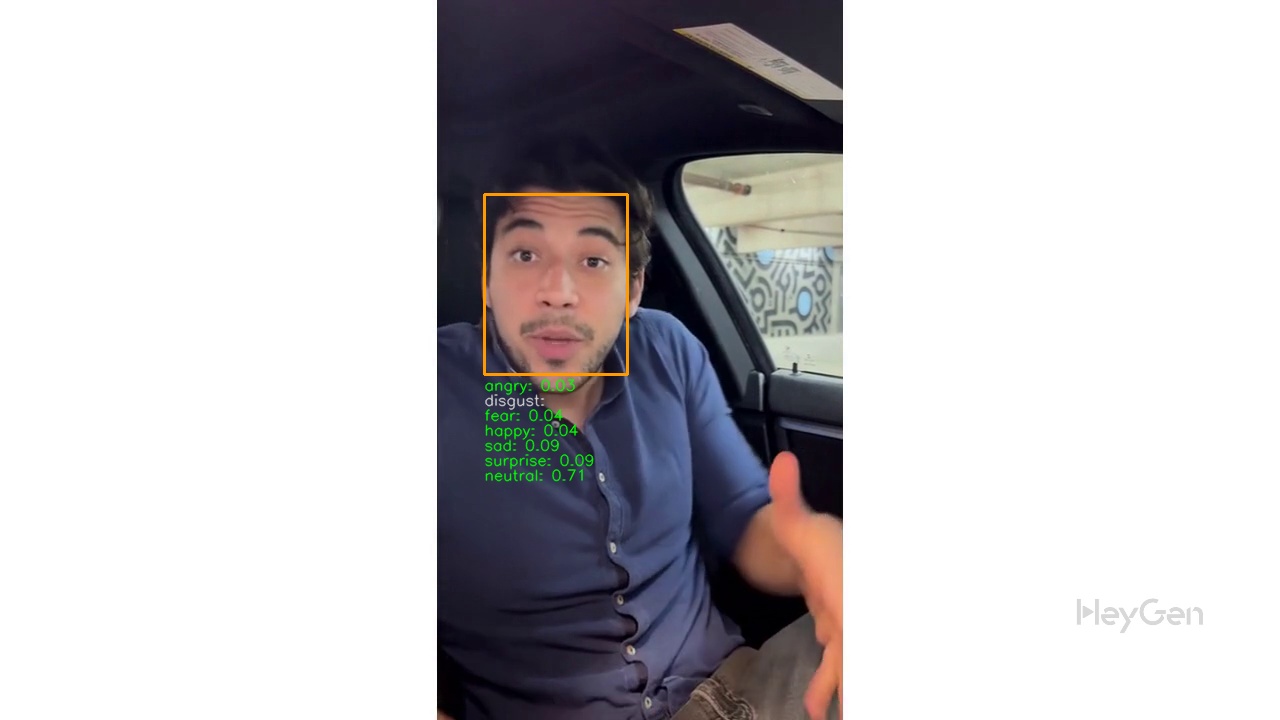 angry: 0.03
disgust:
fear: 0.04
happy: 0.04
sad: 0.09
surprise: 0.09
neutral: 0.71
HeyGen